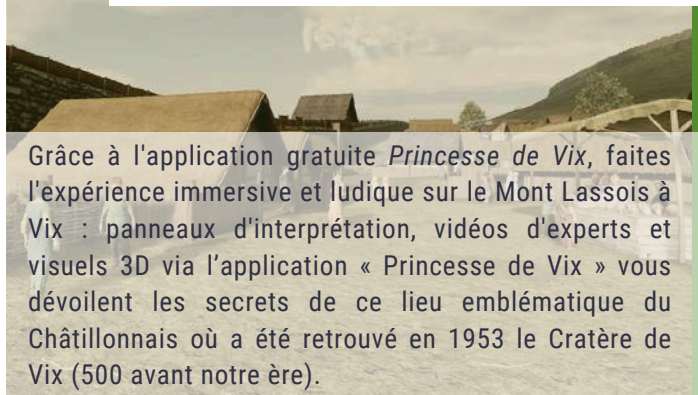 Grâce à l'application gratuite Princesse de Vix, faites
l'expérience immersive et ludique sur le Mont Lassois à
Vix : panneaux d'interprétation, vidéos d'experts et
visuels 3D via l’application « Princesse de Vix » vous
dévoilent les secrets de ce lieu emblématique du
Châtillonnais où a été retrouvé en 1953 le Cratère de
Vix (500 avant notre ère).